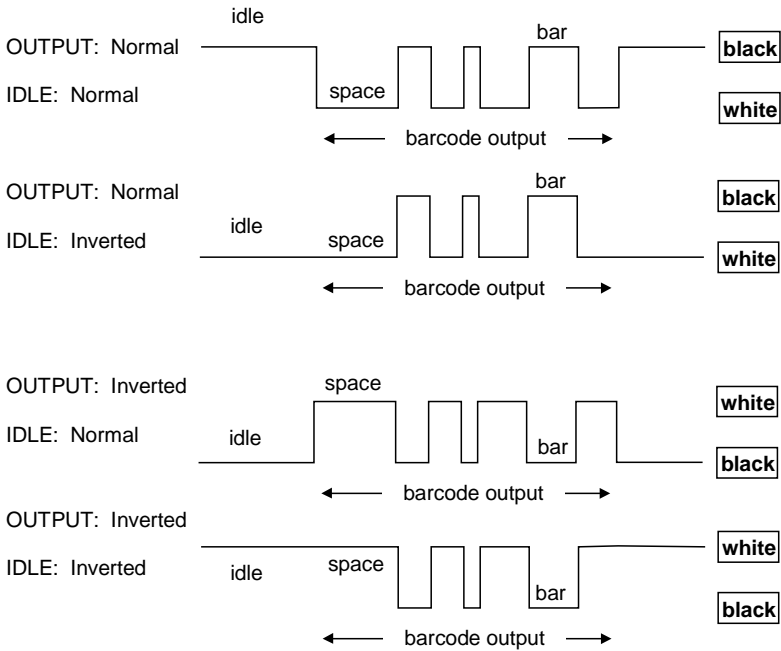 idle
OUTPUT: Normal bar black
IDLE: Normal space white
barcode output
OUTPUT: Normal bar black
IDLE: Inverted idle space white
barcode output
OUTPUT: Inverted space white
IDLE: Normal idle bar black
barcode output
OUTPUT: Inverted white
IDLE: Inverted idle space bar black
barcode output